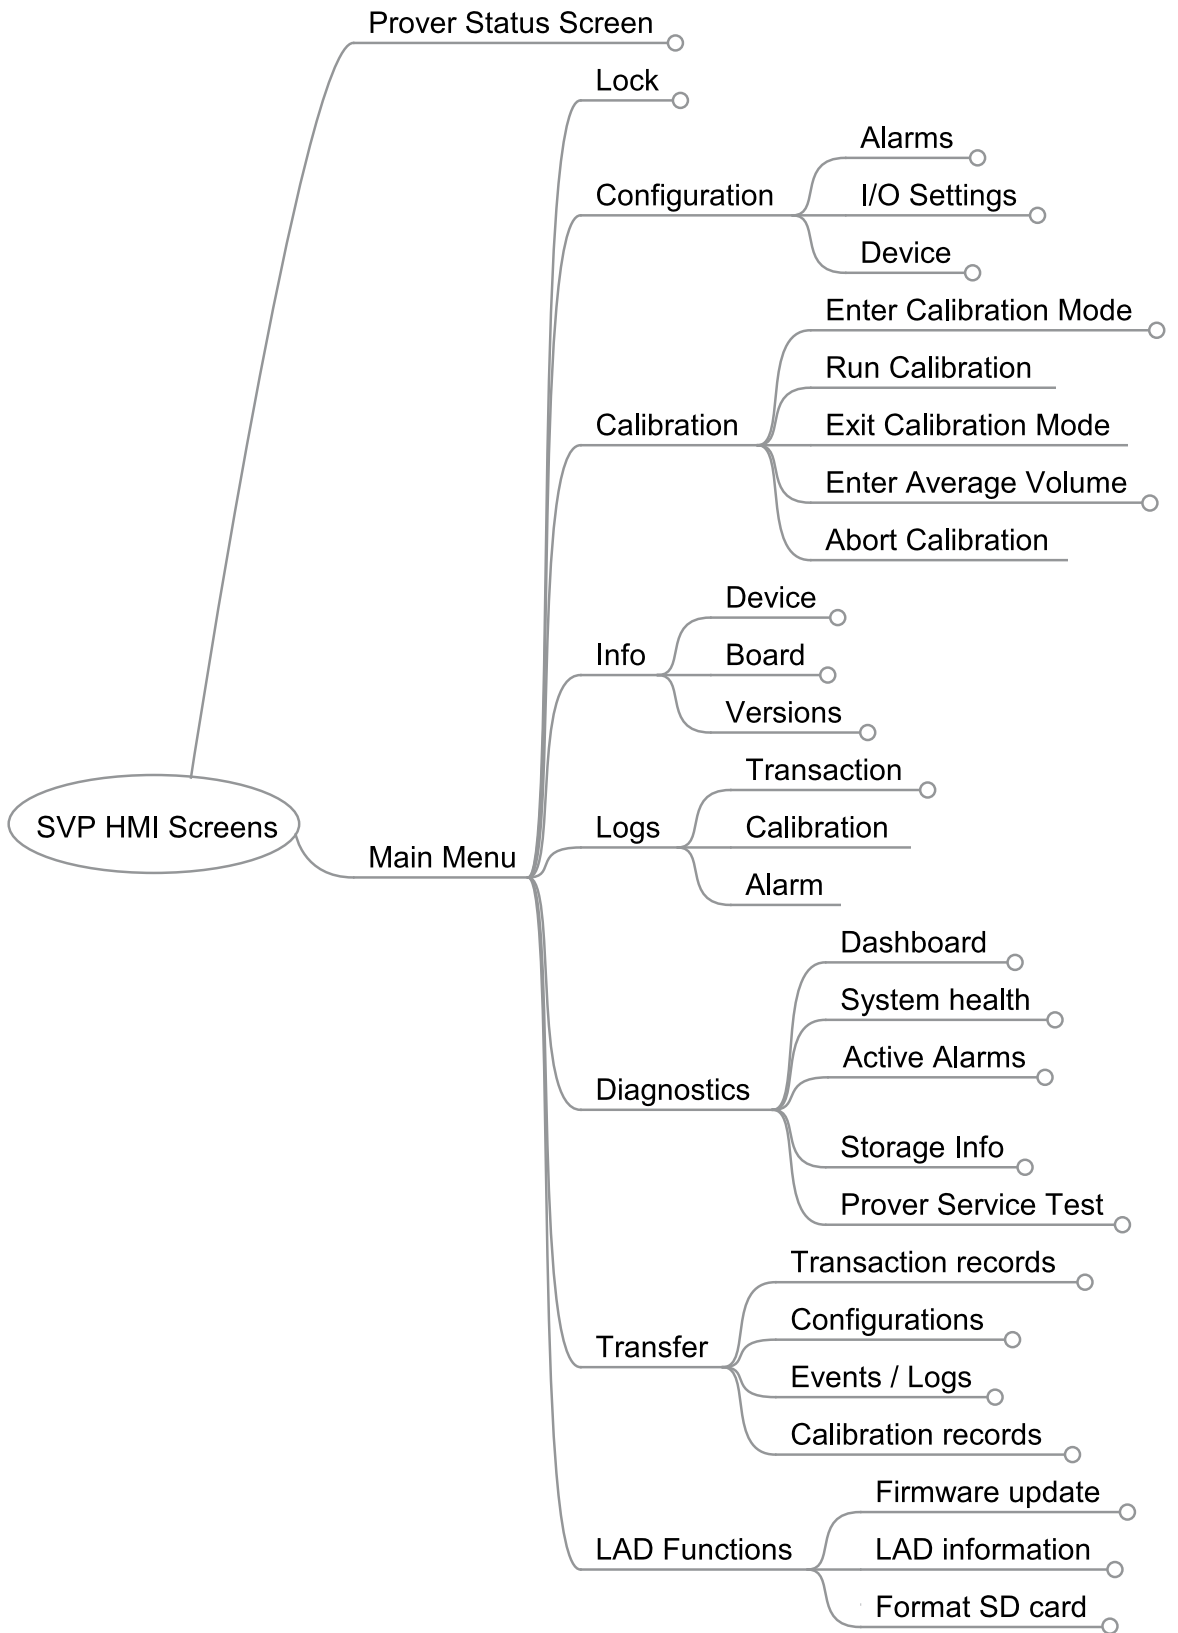 Prover Status Screen
Lock
Alarms
Configuration
I/O Settings
Device
Enter Calibration Mode
Run Calibration
Calibration
Exit Calibration Mode
Enter Average Volume
Abort Calibration
Device
Info
Board
Versions
Transaction
SVP HMI Screens
Logs
Calibration
Main Menu
Alarm
Dashboard
System health
Active Alarms
Diagnostics
Storage Info
Prover Service Test
Transaction records
Configurations
Transfer
Events / Logs
Calibration records
Firmware update
LAD Functions
LAD information
Format SD card